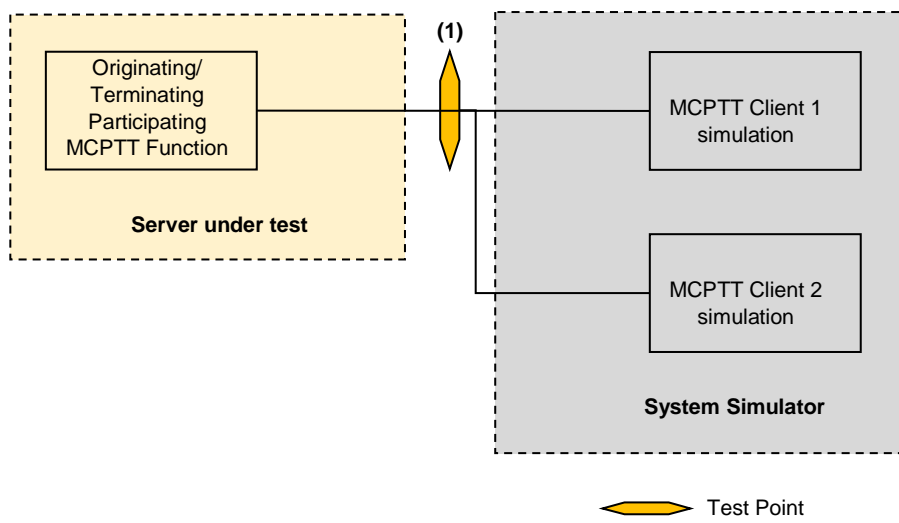 (1)
Originating/
Terminating
Participating
MCPTT Function
Server under test
MCPTT Client 1
simulation
MCPTT Client 2
simulation
System Simulator
Test Point